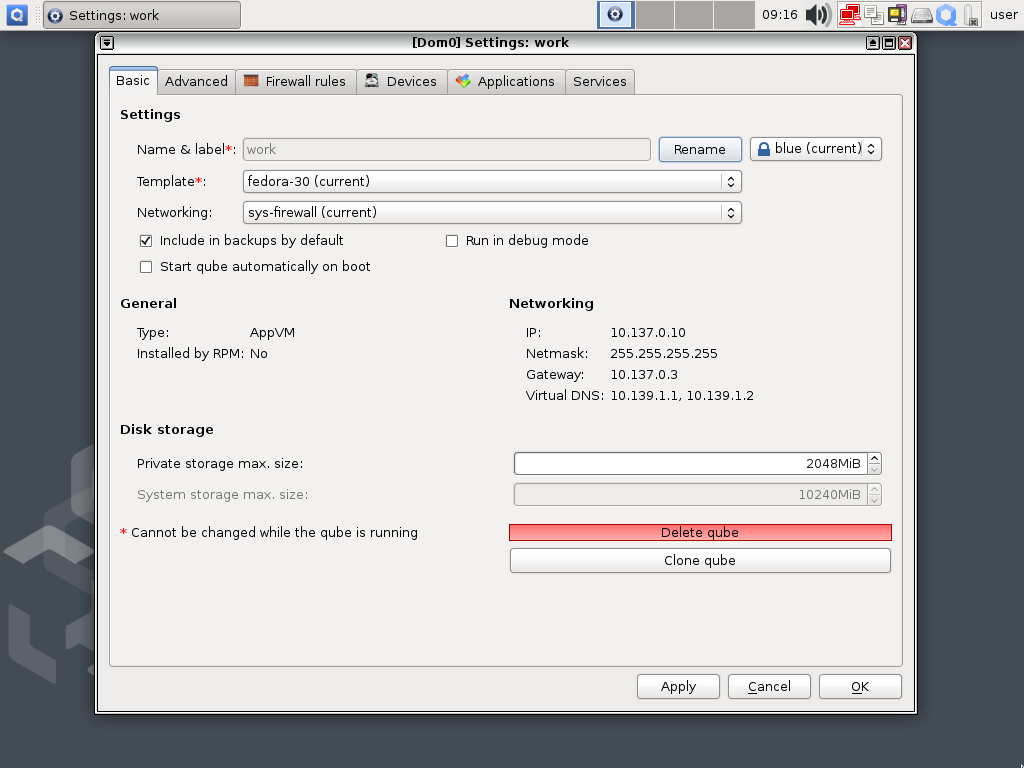 Settings: work
09:16
user
[Dom0] Settings: work
Basic Advanced Firewall rules Devices Applications Services
Settings
Name & label*: work Rename blue (current)
Template*: fedora-30 (current)
Networking: sys-firewall (current)
Include in backups by default Run in debug mode
Start qube automatically on boot
General Networking
Type: AppVM IP: 10.137.0.10
Installed by RPM: No Netmask: 255.255.255.255
Gateway: 10.137.0.3
Virtual DNS: 10.139.1.1, 10.139.1.2
Disk storage
Private storage max. size: 2048MiB
System storage max. size: 10240MiB
* Cannot be changed while the qube is running Delete qube
Clone qube
Apply Cancel OK